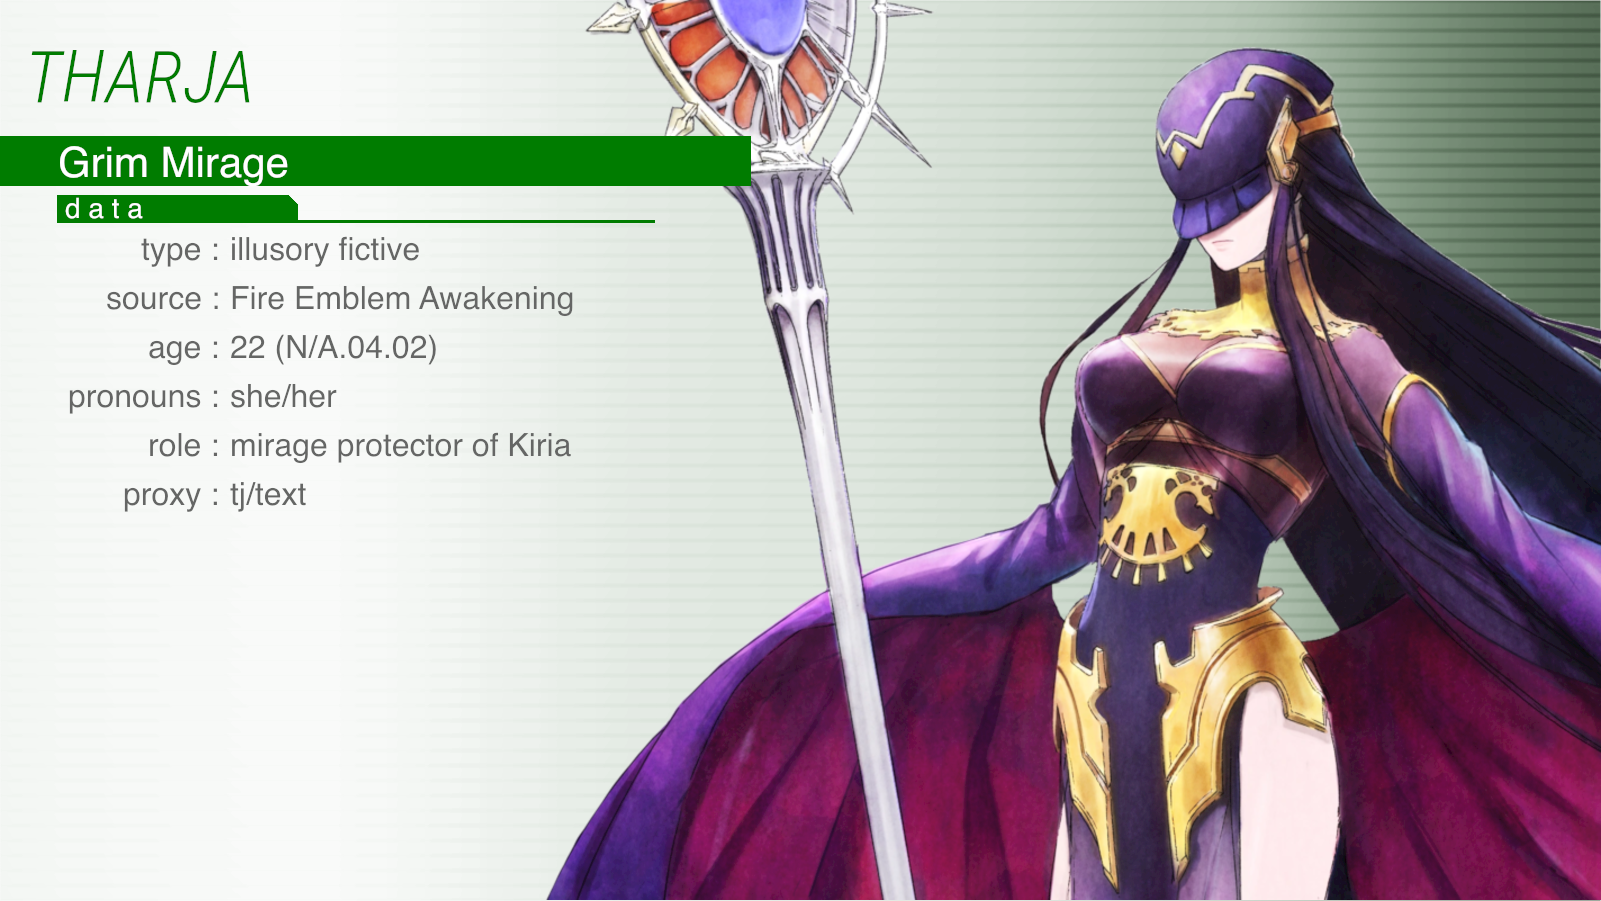 THARJA
Grim Mirage
data
type : illusory fictive
source : Fire Emblem Awakening
age : 22 (N/A.04.02)
pronouns : she/her
role : mirage protector of Kiria
proxy : tj/text